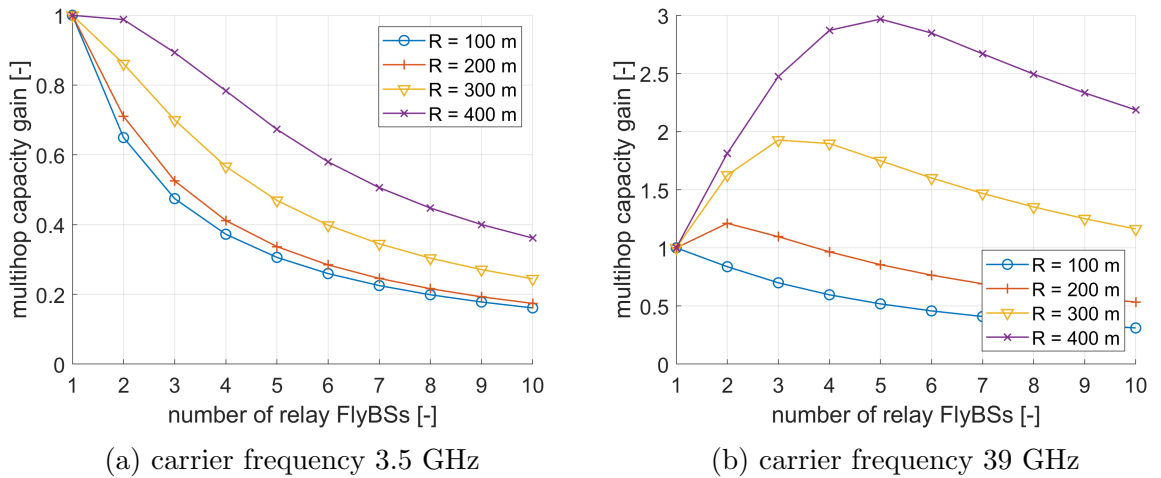 multihop capacity gain [-]
1
0.8
0.6
0.4
0.2
0
R = 100 m
R = 200 m
R = 300 m
R = 400 m
1 2 3 4 5 6 7 8 9 10
number of relay FlyBSs [-]
(a) carrier frequency 3.5 GHz
multihop capacity gain [-]
3
2.5
2
1.5
1
0.5
0
R = 100 m
R = 200 m
R = 300 m
R = 400 m
1 2 3 4 5 6 7 8 9 10
number of relay FlyBSs [-]
(b) carrier frequency 39 GHz